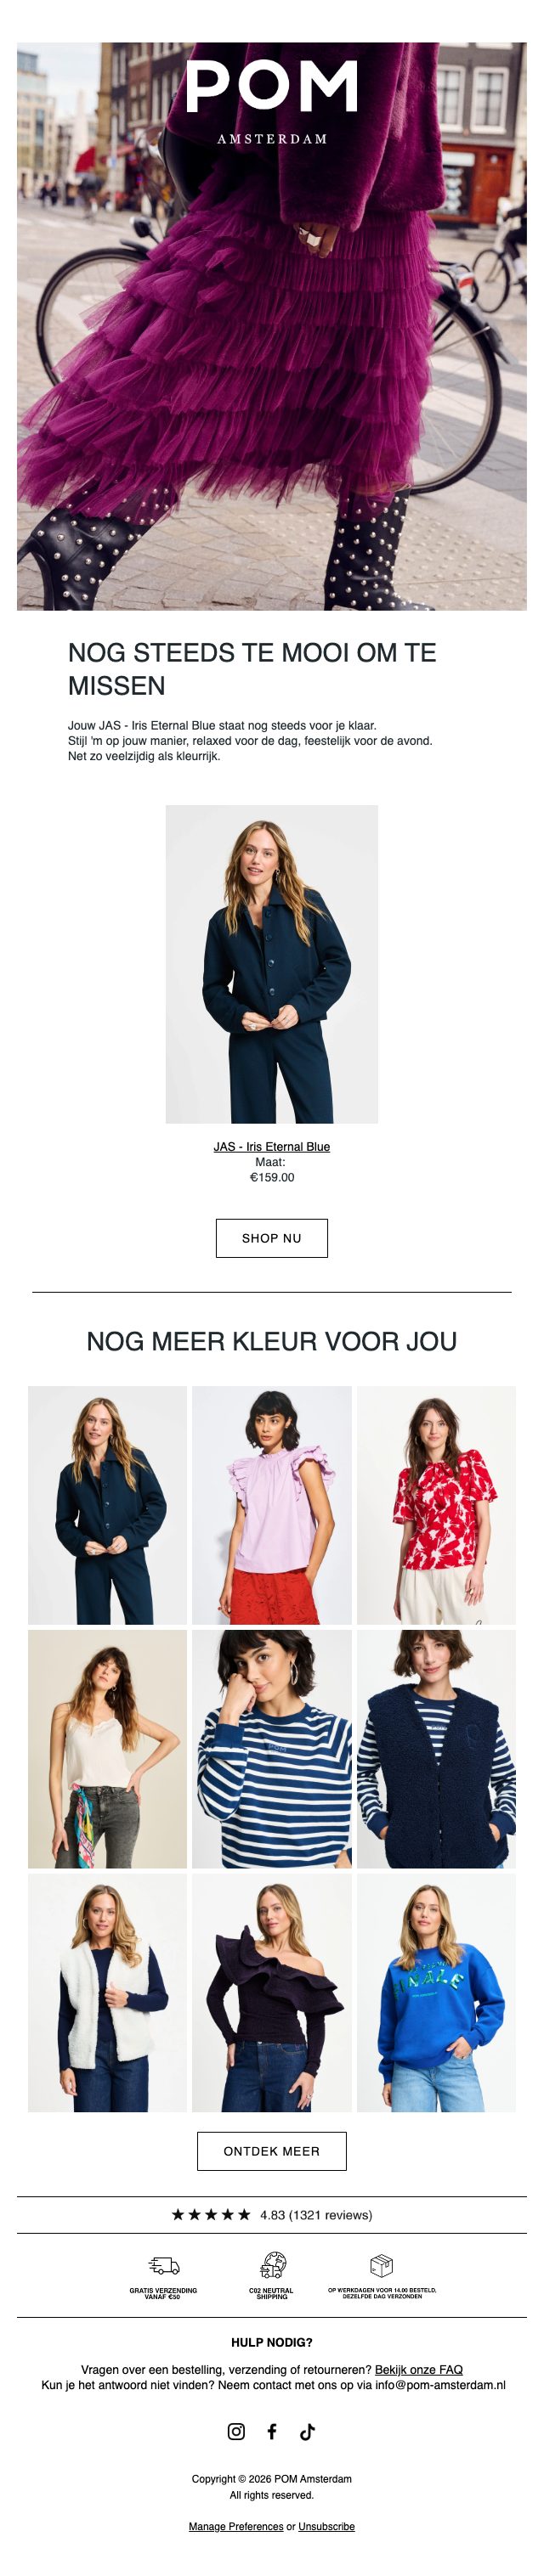 POM
AMSTERDAM
NOG STEEDS TE MOOI OM TE
MISSEN
Jouw JAS - Iris Eternal Blue staat nog steeds voor je klaar.
Stijl 'm op jouw manier, relaxed voor de dag, feestelijk voor de avond.
Net zo veelzijdig als kleurrijk.
JAS - Iris Eternal Blue
Maat:
€159.00
SHOP NU
NOG MEER KLEUR VOOR JOU
ONTDEK MEER
★★★★★ 4.83 (1321 reviews)
GRATIS VERZENDING
VANAF €50
C02 NEUTRAL
SHIPPING
OP WERKDAGEN VOOR 14.00 BESTELD,
DEZELFDE DAG VERZONDEN
HULP NODIG?
Vragen over een bestelling, verzending of retourneren? Bekijk onze FAQ
Kun je het antwoord niet vinden? Neem contact met ons op via info@pom-amsterdam.nl
Copyright © 2026 POM Amsterdam
All rights reserved.
Manage Preferences or Unsubscribe